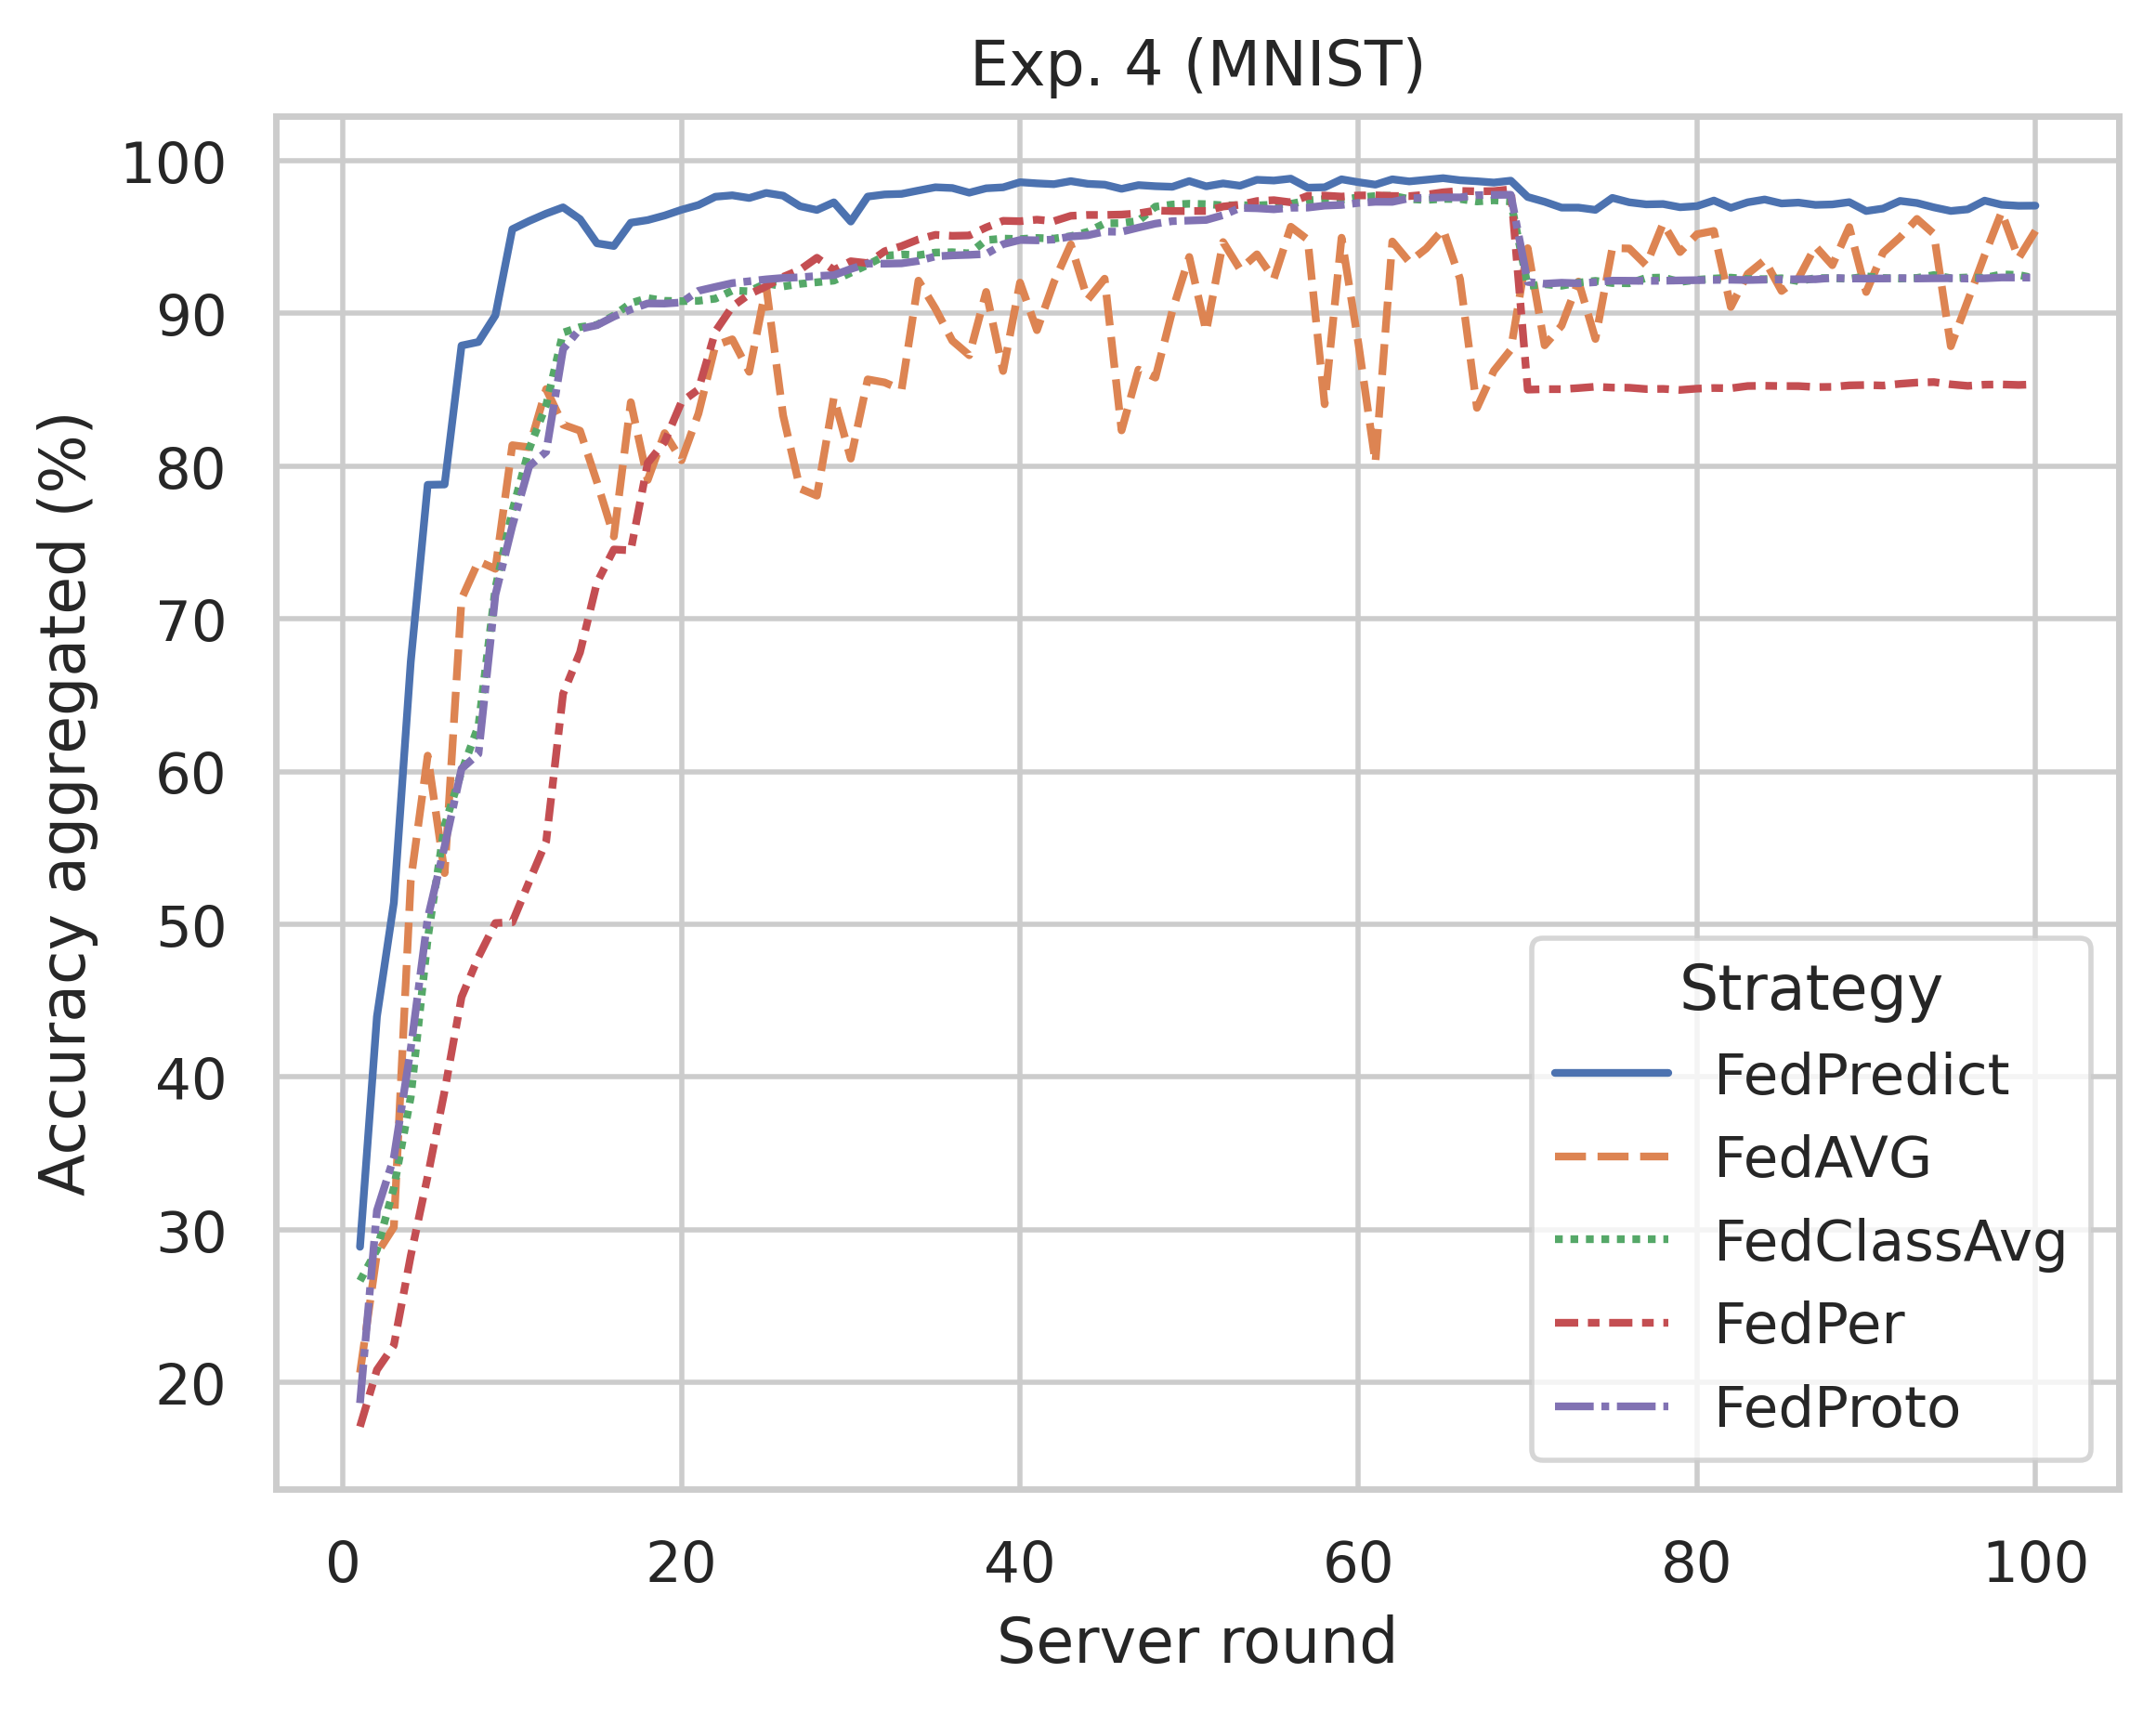 Exp. 4 (MNIST)
Accuracy aggregated (%)
100
90
80
70
60
50
40
30
20
0 20 40 60 80 100
Server round
Strategy
FedPredict
FedAVG
FedClassAvg
FedPer
FedProto